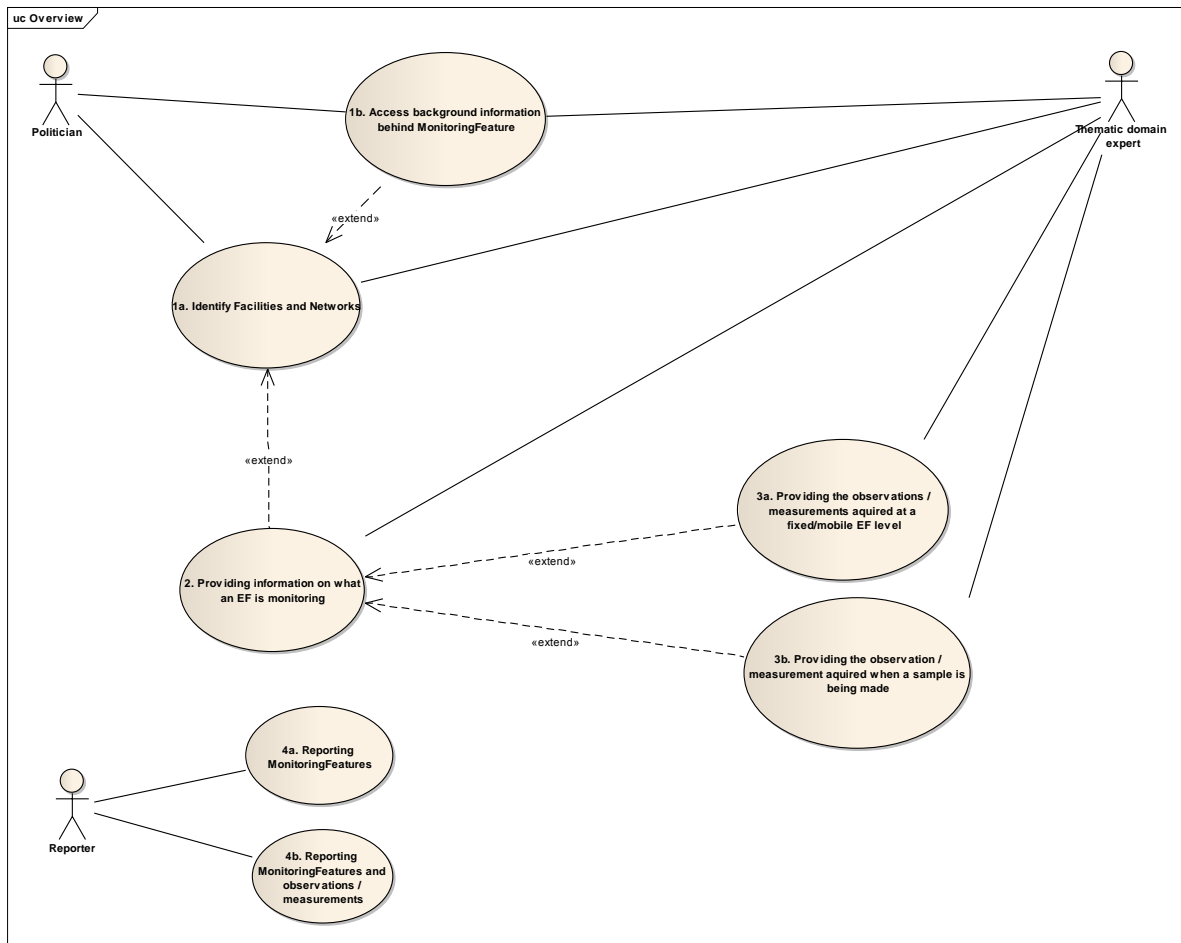 uc Overview
Politician
1b. Access background information
behind MonitoringFeature
Thematic domain
expert
«extend»
1a. Identify Facilities and Networks
«extend»
3a. Providing the observations /
measurements aquired at a
fixed/mobile EF level
«extend»
2. Providing information on what
an EF is monitoring
«extend»
3b. Providing the observation /
measurement aquired when a sample is
being made
4a. Reporting
MonitoringFeatures
Reporter
4b. Reporting
MonitoringFeatures and
observations /
measurements